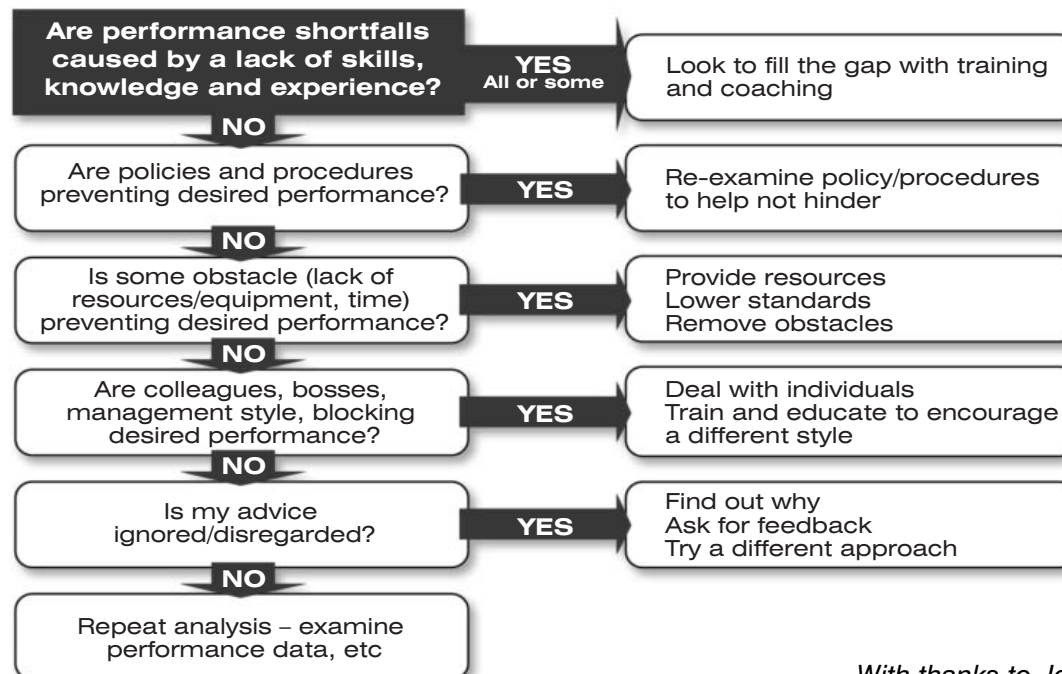 Are performance shortfalls
caused by a lack of skills,
knowledge and experience?
YES
All or some
Look to fill the gap with training
and coaching
NO
Are policies and procedures
preventing desired performance?
YES
Re-examine policy/procedures
to help not hinder
NO
Is some obstacle (lack of
resources/equipment, time)
preventing desired performance?
YES
Provide resources
Lower standards
Remove obstacles
NO
Are colleagues, bosses,
management style, blocking
desired performance?
YES
Deal with individuals
Train and educate to encourage
a different style
NO
Is my advice
ignored/disregarded?
YES
Find out why
Ask for feedback
Try a different approach
NO
Repeat analysis – examine
performance data, etc
With thanks to